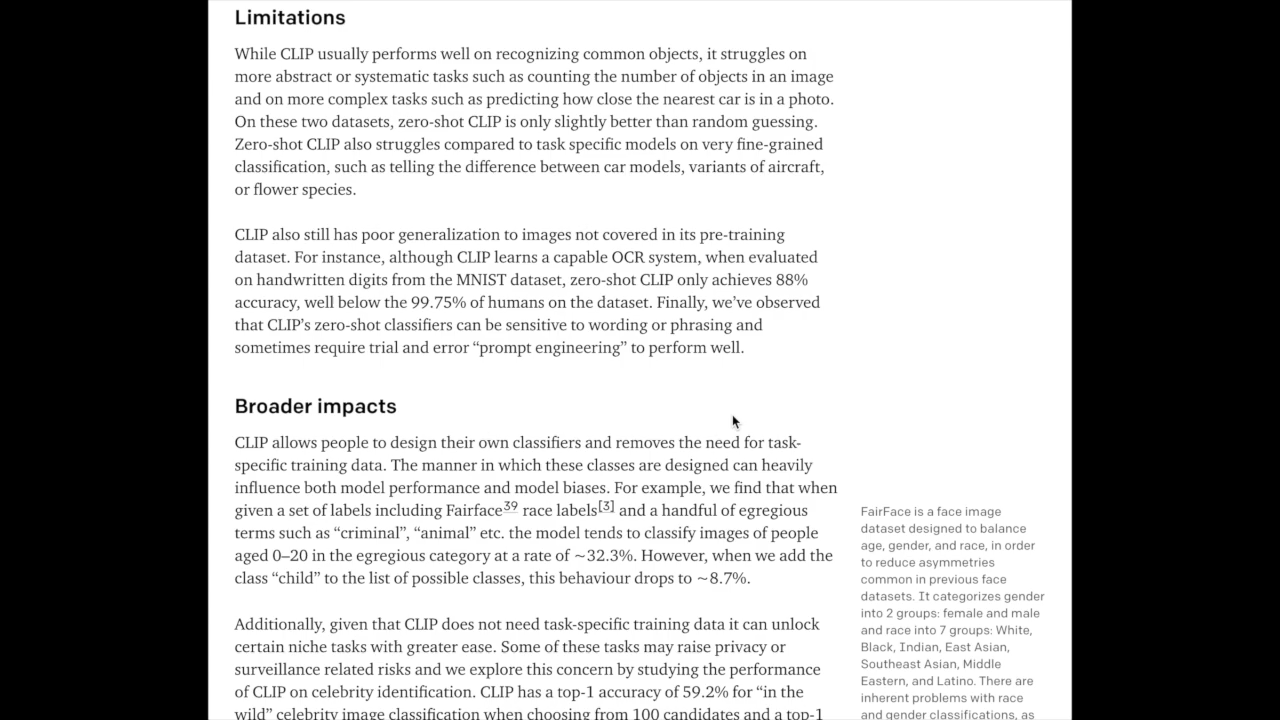 Limitations
While CLIP usually performs well on recognizing common objects, it struggles on
more abstract or systematic tasks such as counting the number of objects in an image
and on more complex tasks such as predicting how close the nearest car is in a photo.
On these two datasets, zero-shot CLIP is only slightly better than random guessing.
Zero-shot CLIP also struggles compared to task specific models on very fine-grained
classification, such as telling the difference between car models, variants of aircraft,
or flower species.
CLIP also still has poor generalization to images not covered in its pre-training
dataset. For instance, although CLIP learns a capable OCR system, when evaluated
on handwritten digits from the MNIST dataset, zero-shot CLIP only achieves 88%
accuracy, well below the 99.75% of humans on the dataset. Finally, we’ve observed
that CLIP’s zero-shot classifiers can be sensitive to wording or phrasing and
sometimes require trial and error “prompt engineering” to perform well.
Broader impacts
CLIP allows people to design their own classifiers and removes the need for task-
specific training data. The manner in which these classes are designed can heavily
influence both model performance and model biases. For example, we find that when
given a set of labels including Fairface39 race labels[3] and a handful of egregious
terms such as “criminal”, “animal” etc. the model tends to classify images of people
aged 0–20 in the egregious category at a rate of ~32.3%. However, when we add the
class “child” to the list of possible classes, this behaviour drops to ~8.7%.
Additionally, given that CLIP does not need task-specific training data it can unlock
certain niche tasks with greater ease. Some of these tasks may raise privacy or
surveillance related risks and we explore this concern by studying the performance
of CLIP on celebrity identification. CLIP has a top-1 accuracy of 59.2% for “in the
wild” celebrity image classification when choosing from 100 candidates and a top-1
FairFace is a face image
dataset designed to balance
age, gender, and race, in order
to reduce asymmetries
common in previous face
datasets. It categorizes gender
into 2 groups: female and male
and race into 7 groups: White,
Black, Indian, East Asian,
Southeast Asian, Middle
Eastern, and Latino. There are
inherent problems with race
and gender classifications, as